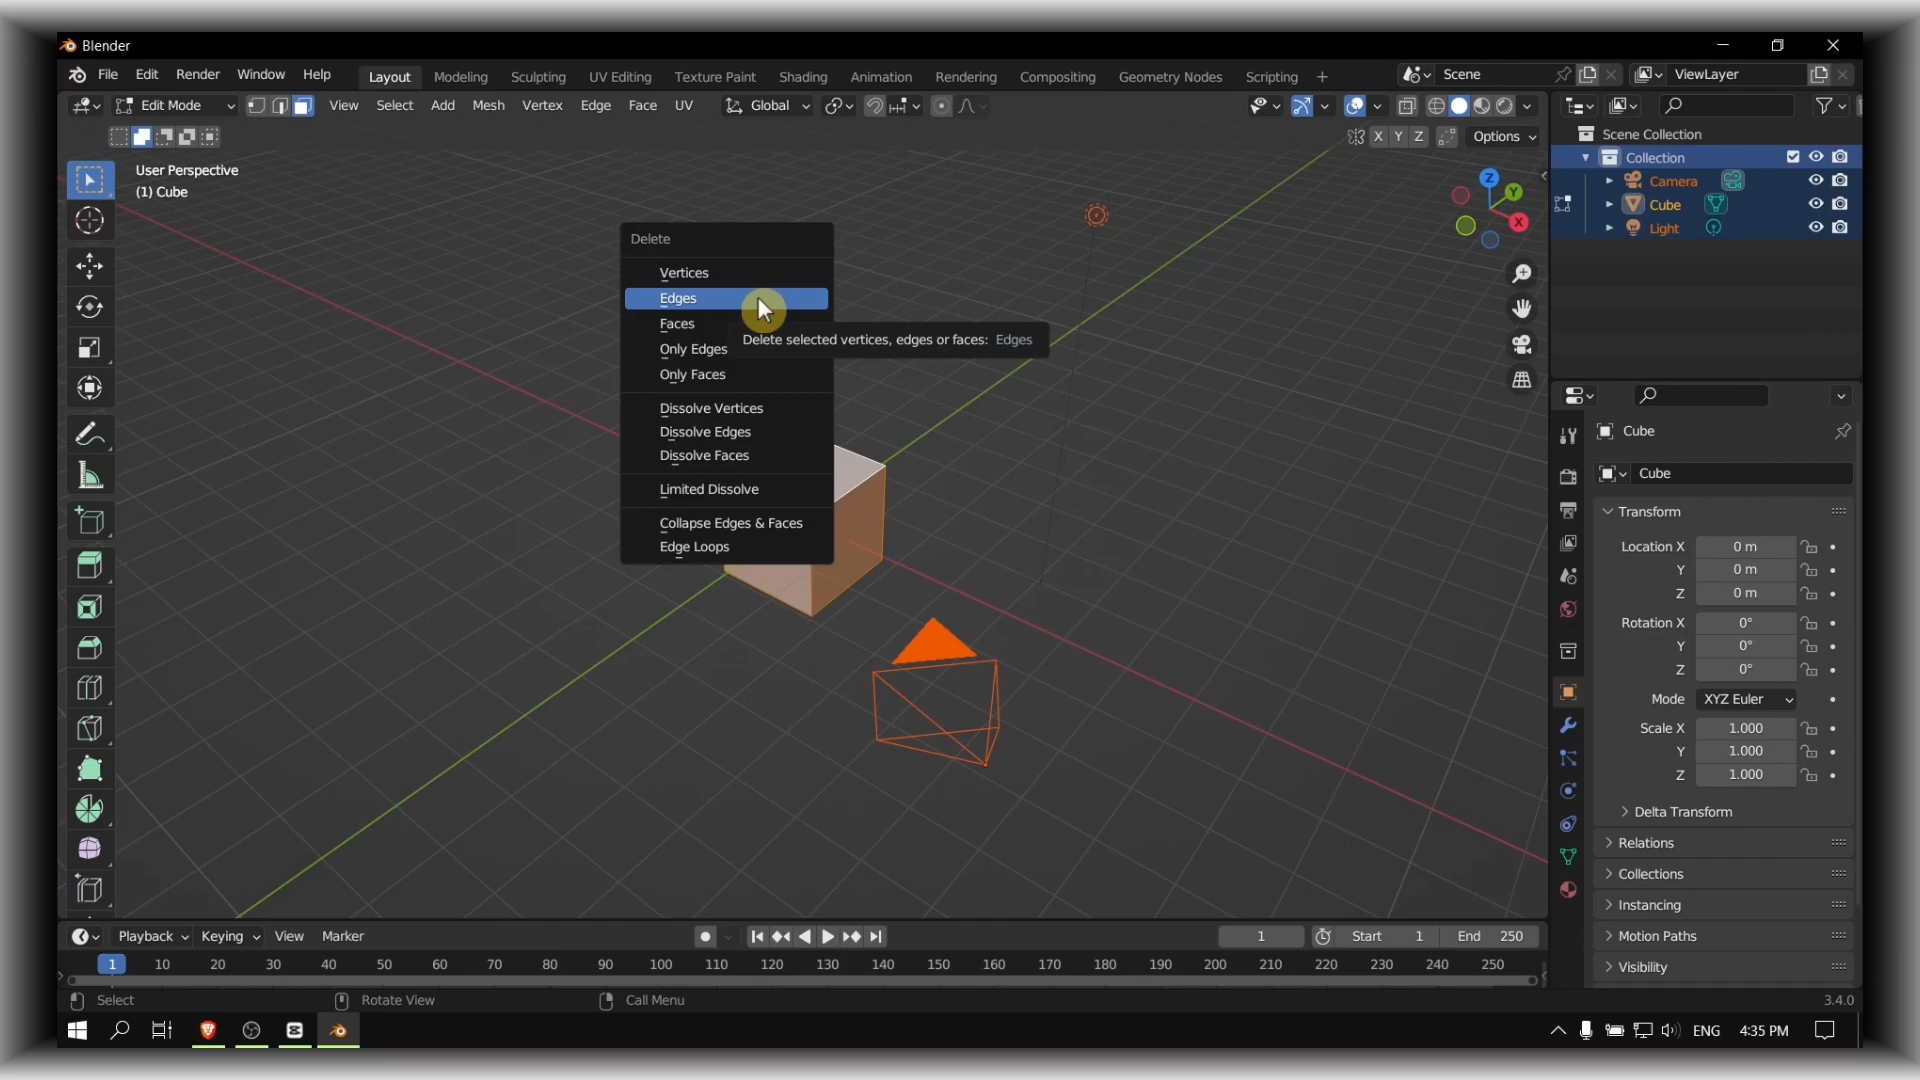 Blender
File Edit Render Window Help Layout Modeling Sculpting UV Editing Texture Paint Shading Animation Rendering Compositing Geometry Nodes Scripting + Scene ViewLayer
Edit Mode View Select Add Mesh Vertex Edge Face UV Global
X Y Z Options
User Perspective
(1) Cube
Z
Y
X
Delete
Vertices
Edges
Faces
Delete selected vertices, edges or faces: Edges
Only Edges
Only Faces
Dissolve Vertices
Dissolve Edges
Dissolve Faces
Limited Dissolve
Collapse Edges & Faces
Edge Loops
Scene Collection
Collection
Camera
Cube
Light
Cube
Cube
Transform
Location X 0 m
Y 0 m
Z 0 m
Rotation X 0°
Y 0°
Z 0°
Mode XYZ Euler
Scale X 1.000
Y 1.000
Z 1.000
Delta Transform
Relations
Collections
Instancing
Motion Paths
Visibility
Playback Keying View Marker 1 Start 1 End 250
1 10 20 30 40 50 60 70 80 90 100 110 120 130 140 150 160 170 180 190 200 210 220 230 240 250
Select Rotate View Call Menu 3.4.0
ENG 4:35 PM